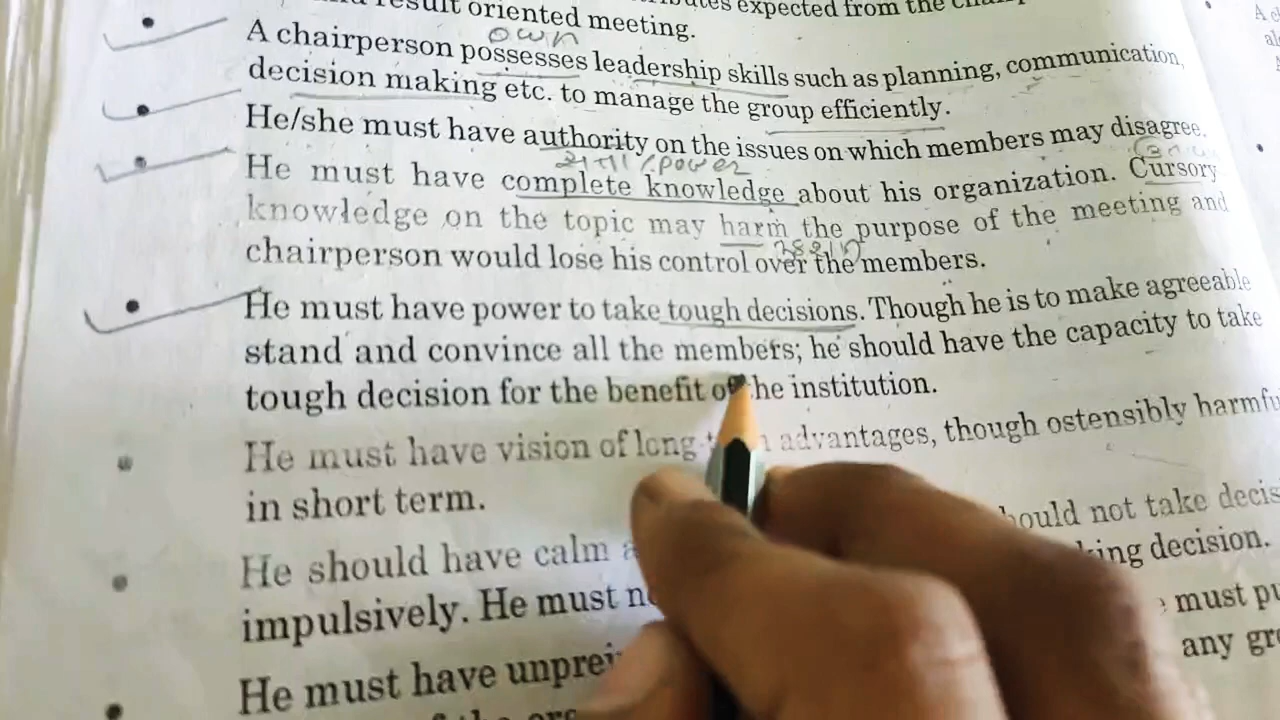 result oriented meeting.
expected from the
own
A chairperson possesses leadership skills such as planning, communication,
decision making etc. to manage the group efficiently.
He/she must have authority on the issues on which members may disagree.
सत्ता / power
He must have complete knowledge about his organization. Cursory
knowledge on the topic may harm the purpose of the meeting and
chairperson would lose his control over the members.
He must have power to take tough decisions. Though he is to make agreeable
stand and convince all the members; he should have the capacity to take
tough decision for the benefit of he institution.
He must have vision of long advantages, though ostensibly
in short term.
He should have calm should not take
impulsively. He must decision.
must
He must have any